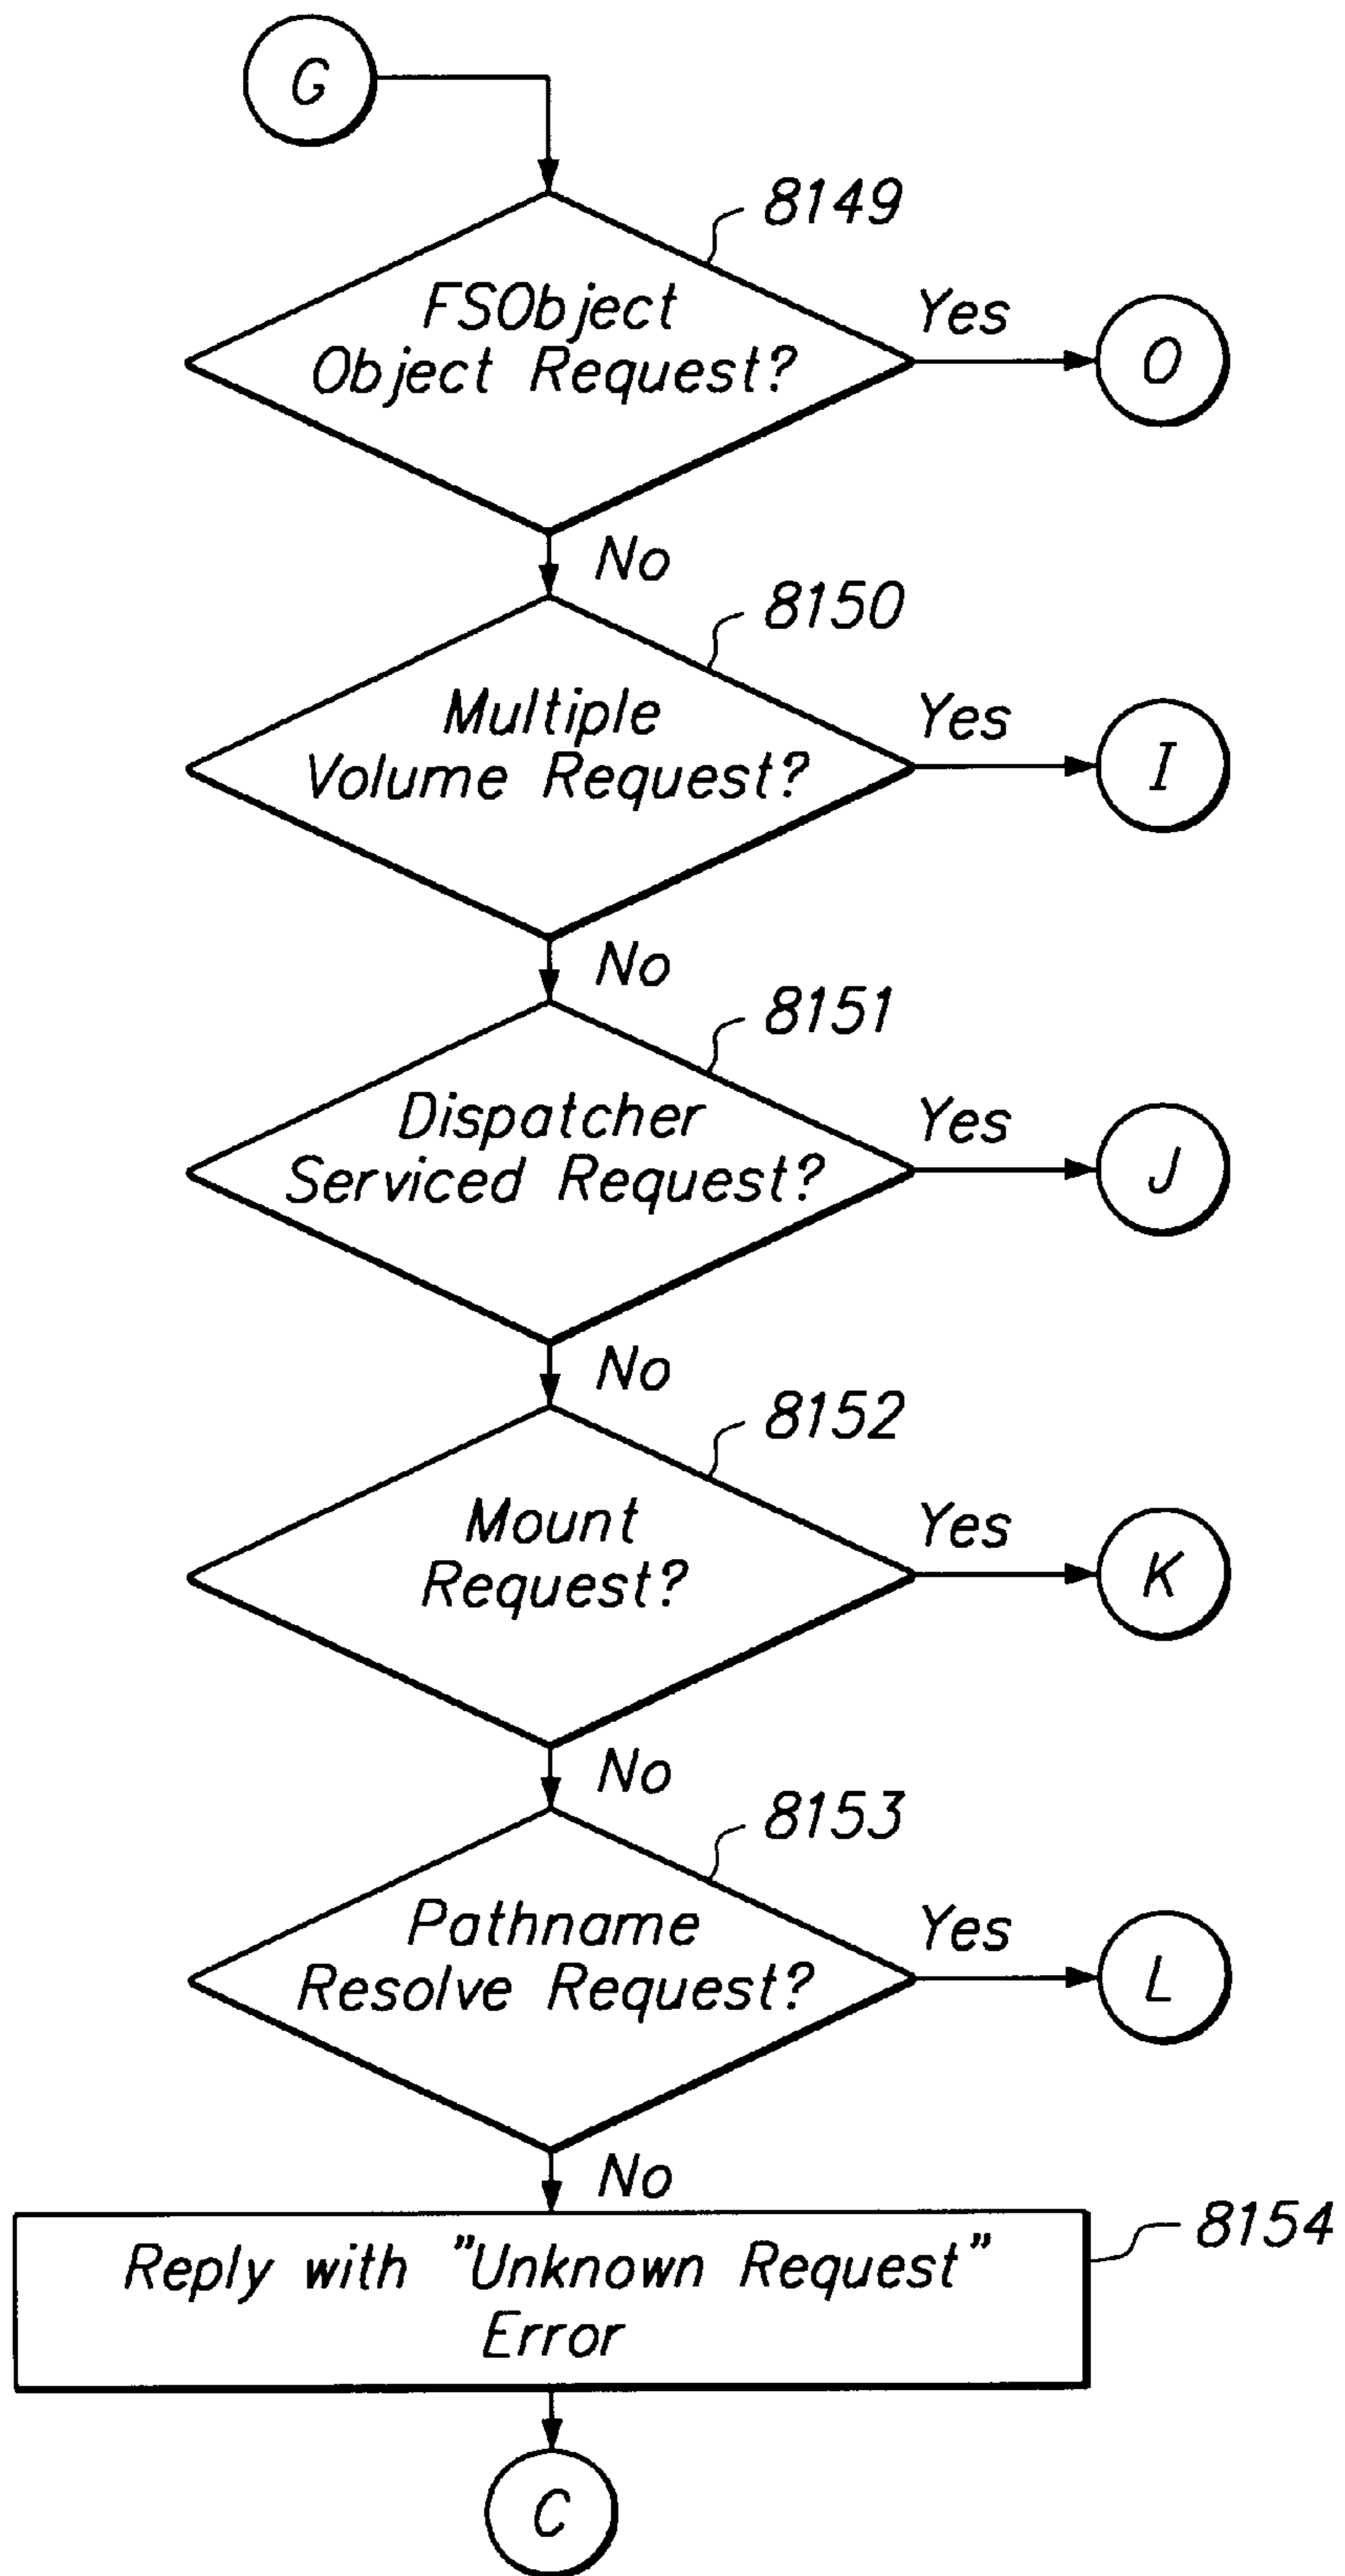 G
8149
FSObject
Object Request?
Yes
O
No
8150
Multiple
Volume Request?
Yes
I
No
8151
Dispatcher
Serviced Request?
Yes
J
No
8152
Mount
Request?
Yes
K
No
8153
Pathname
Resolve Request?
Yes
L
No
8154
Reply with "Unknown Request"
Error
C